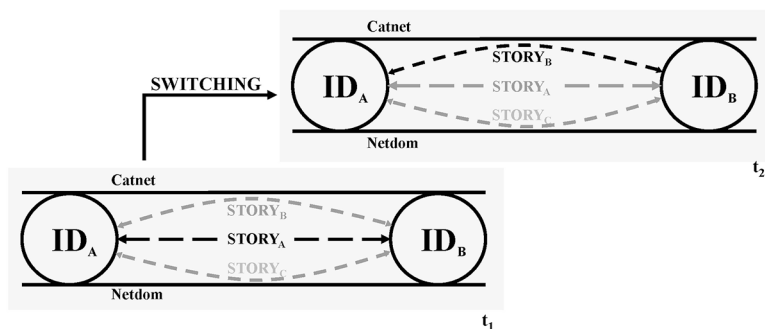 Catnet
STORY_B
SWITCHING
ID_A STORY_A ID_B
STORY_C
Netdom
t_2
Catnet
STORY_B
ID_A STORY_A ID_B
STORY_C
Netdom
t_1